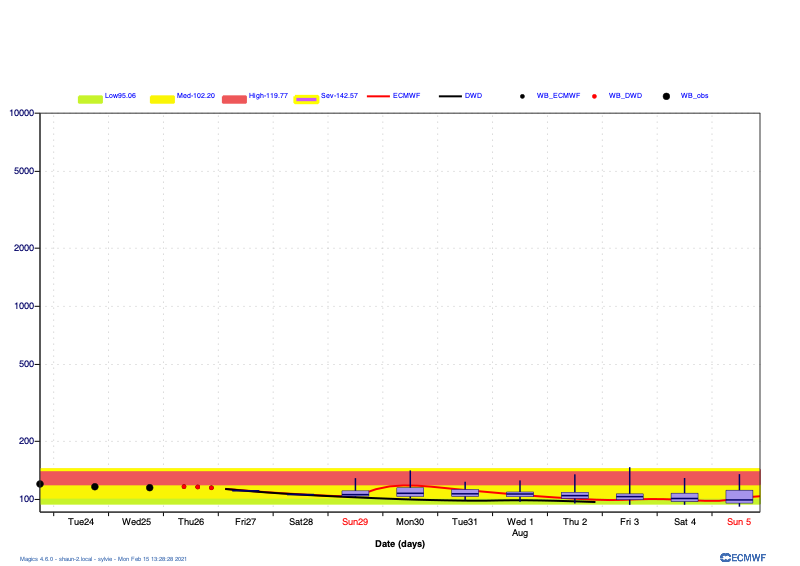 Low95.06 Med-102.20 High-119.77 Sev-142.57 ECMWF DWD WB_ECMWF WB_DWD WB_obs
10000
5000
2000
1000
500
200
100
Tue24 Wed25 Thu26 Fri27 Sat28 Sun29 Mon30 Tue31 Wed 1 Thu 2 Fri 3 Sat 4 Sun 5
Aug
Date (days)
Magics 4.6.0 - shaun-2.local - sylvie - Mon Feb 15 13:28:28 2021
ECMWF